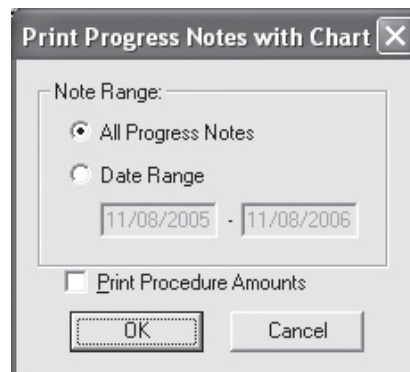 Print Progress Notes with Chart
Note Range:
All Progress Notes
Date Range
11/08/2005 - 11/08/2006
Print Procedure Amounts
OK Cancel